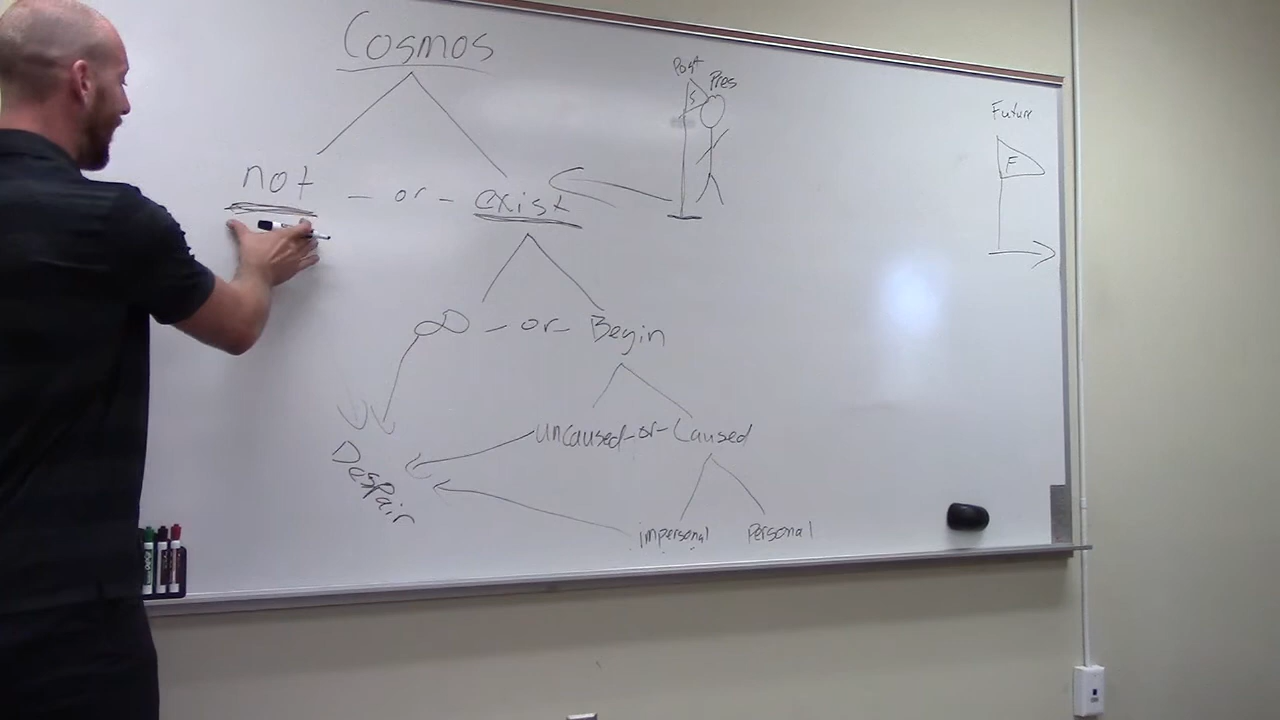 Cosmos
Past
Pres
S
Future
F
not - or - exist
∞ - or - Begin
uncaused - or - Caused
Despair
impersonal personal